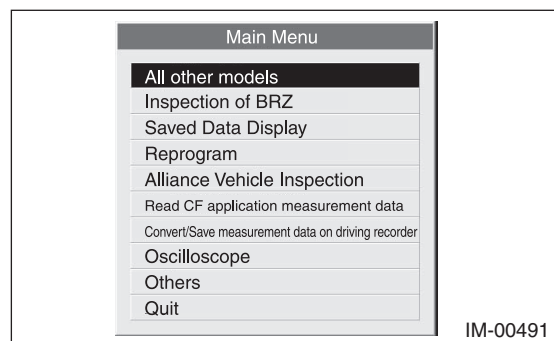 Main Menu
All other models
Inspection of BRZ
Saved Data Display
Reprogram
Alliance Vehicle Inspection
Read CF application measurement data
Convert/Save measurement data on driving recorder
Oscilloscope
Others
Quit
IM-00491